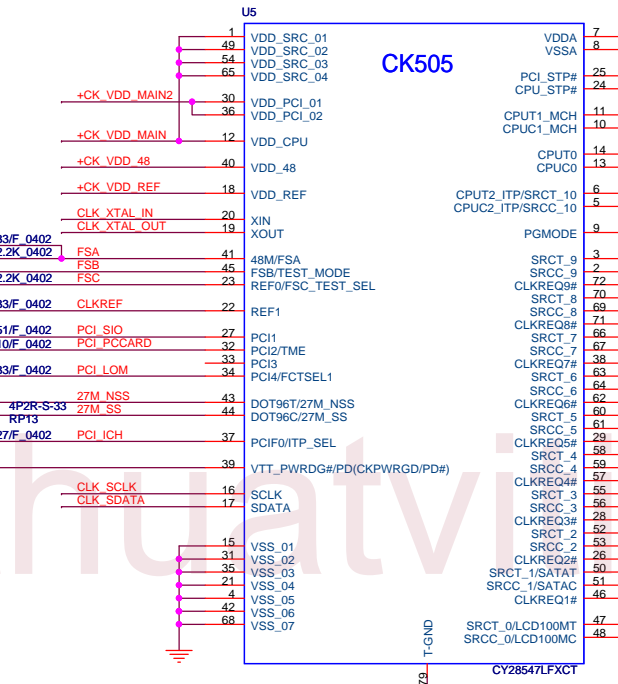 U5
CK505
1 VDD_SRC_01
49 VDD_SRC_02
54 VDD_SRC_03
65 VDD_SRC_04
+CK_VDD_MAIN2 30 VDD_PCI_01
36 VDD_PCI_02
+CK_VDD_MAIN 12 VDD_CPU
+CK_VDD_48 40 VDD_48
+CK_VDD_REF 18 VDD_REF
CLK_XTAL_IN 20 XIN
CLK_XTAL_OUT 19 XOUT
33/F_0402
2.2K_0402 FSA 41 48M/FSA
FSB 45 FSB/TEST_MODE
2.2K_0402 FSC 23 REF0/FSC_TEST_SEL
33/F_0402 CLKREF 22 REF1
51/F_0402 PCI_SIO 27 PCI1
10/F_0402 PCI_PCCARD 32 PCI2/TME
33 PCI3
33/F_0402 PCI_LOM 34 PCI4/FCTSEL1
27M_NSS 43 DOT96T/27M_NSS
4P2R-S-33 27M_SS 44 DOT96C/27M_SS
RP13
27/F_0402 PCI_ICH 37 PCIF0/ITP_SEL
39 VTT_PWRDG#/PD(CKPWRGD/PD#)
CLK_SCLK 16 SCLK
CLK_SDATA 17 SDATA
15 VSS_01
31 VSS_02
35 VSS_03
21 VSS_04
4 VSS_05
42 VSS_06
68 VSS_07
VDDA 7
VSSA 8
PCI_STP# 25
CPU_STP# 24
CPUT1_MCH 11
CPUC1_MCH 10
CPUT0 14
CPUC0 13
CPUT2_ITP/SRCT_10 6
CPUC2_ITP/SRCC_10 5
PGMODE 9
SRCT_9 3
SRCC_9 2
CLKREQ9# 72
SRCT_8 70
SRCC_8 69
CLKREQ8# 71
SRCT_7 66
SRCC_7 67
CLKREQ7# 38
SRCT_6 63
SRCC_6 64
CLKREQ6# 62
SRCT_5 60
SRCC_5 61
CLKREQ5# 29
SRCT_4 58
SRCC_4 59
CLKREQ4# 57
SRCT_3 55
SRCC_3 56
CLKREQ3# 28
SRCT_2 52
SRCC_2 53
CLKREQ2# 26
SRCT_1/SATAT 50
SRCC_1/SATAC 51
CLKREQ1# 46
SRCT_0/LCD100MT 47
SRCC_0/LCD100MC 48
T-GND
CY28547LFXCT
huatvi